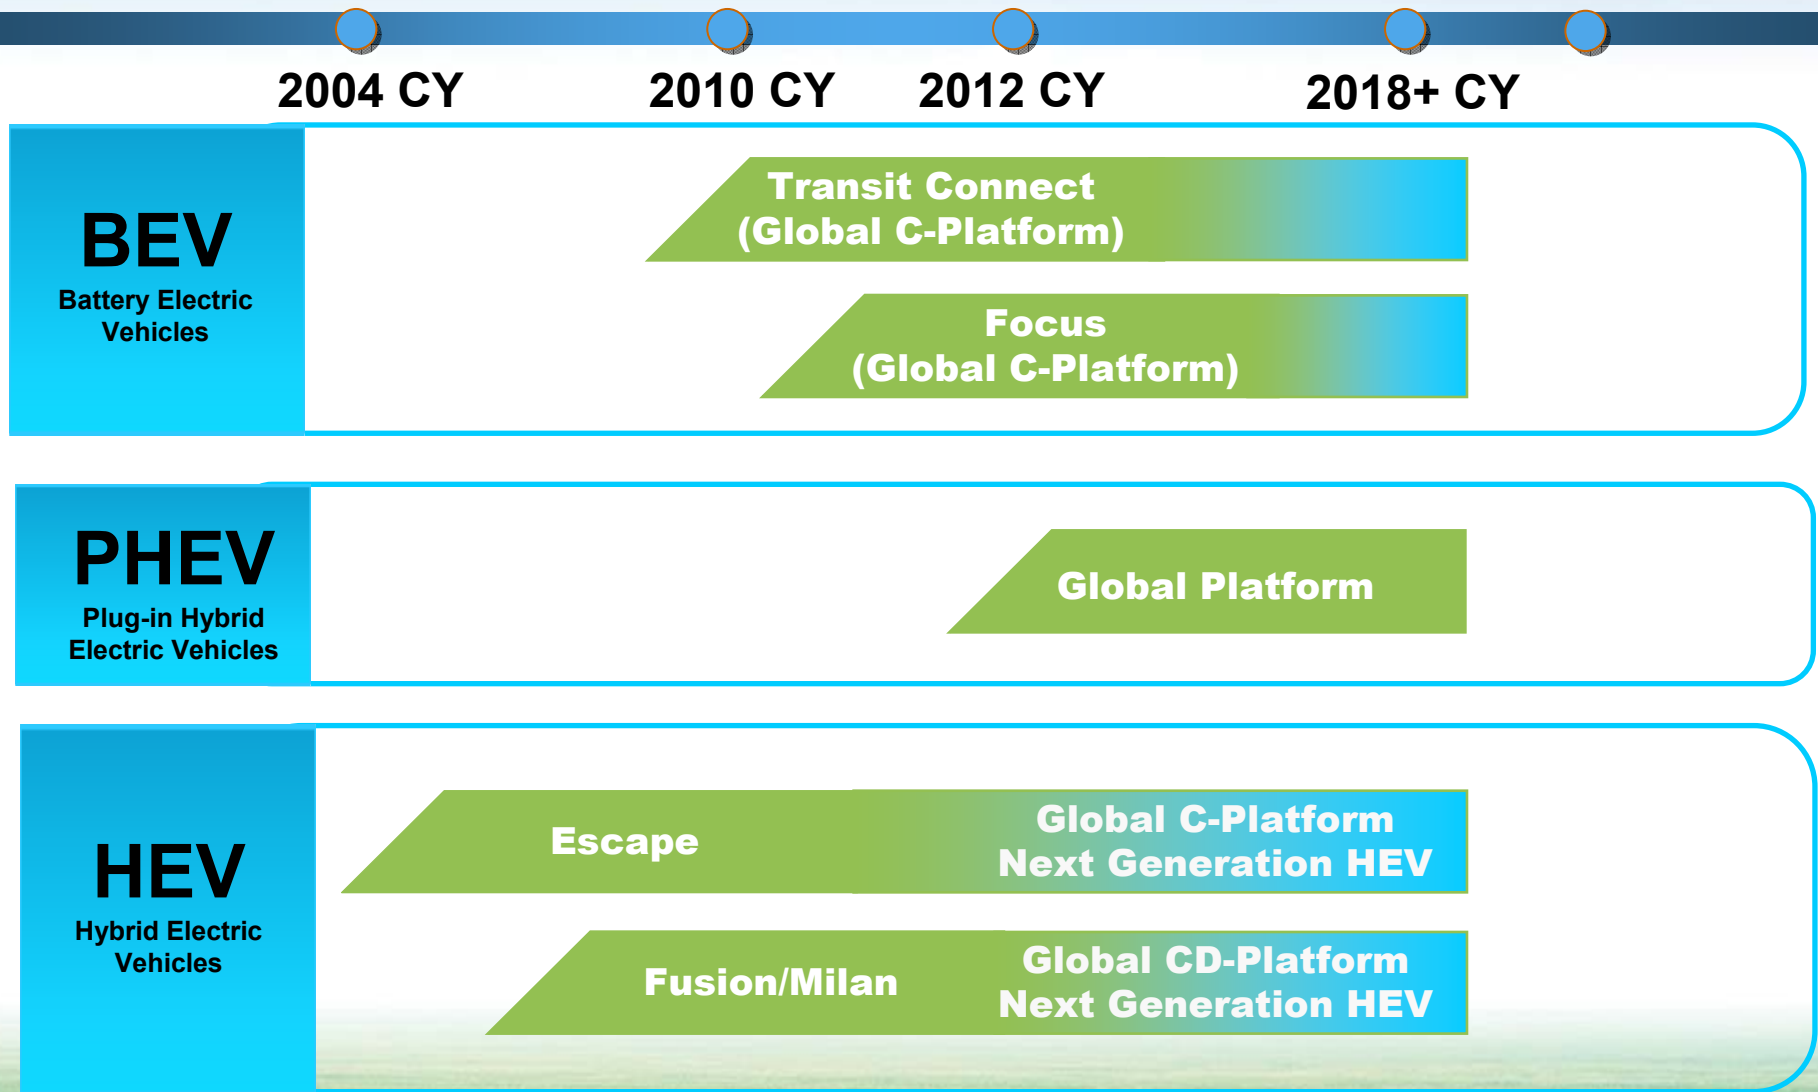 2004 CY
2010 CY
2012 CY
2018+ CY
BEV
Battery Electric
Vehicles
Transit Connect
(Global C-Platform)
Focus
(Global C-Platform)
PHEV
Plug-in Hybrid
Electric Vehicles
Global Platform
HEV
Hybrid Electric
Vehicles
Escape
Global C-Platform
Next Generation HEV
Fusion/Milan
Global CD-Platform
Next Generation HEV